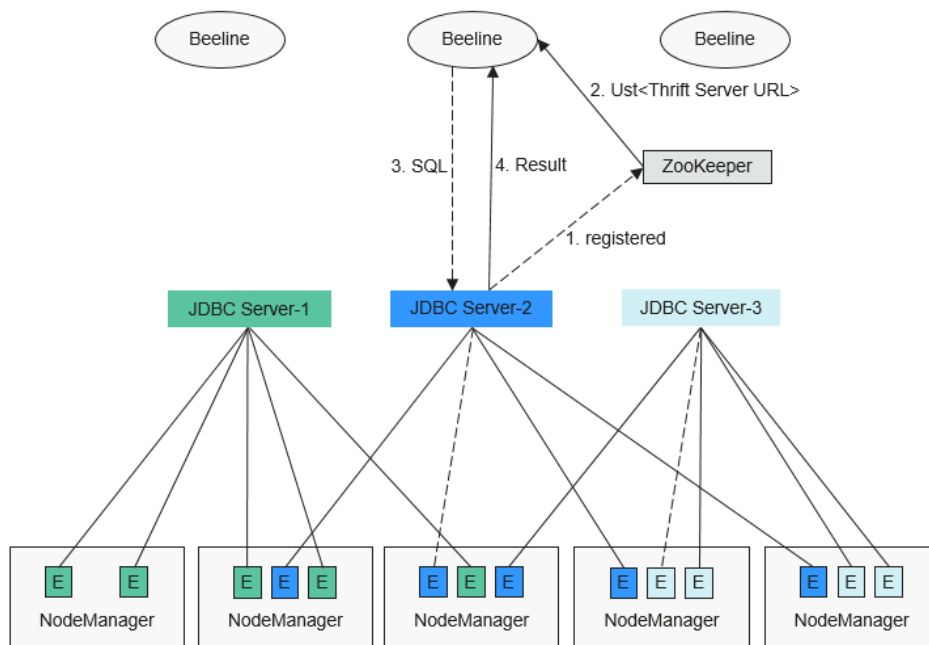 Beeline
Beeline
Beeline
2. Ust<Thrift Server URL>
3. SQL
4. Result
ZooKeeper
1. registered
JDBC Server-1
JDBC Server-2
JDBC Server-3
E
E
E
E
E
E
E
E
E
E
E
E
E
E
NodeManager
NodeManager
NodeManager
NodeManager
NodeManager